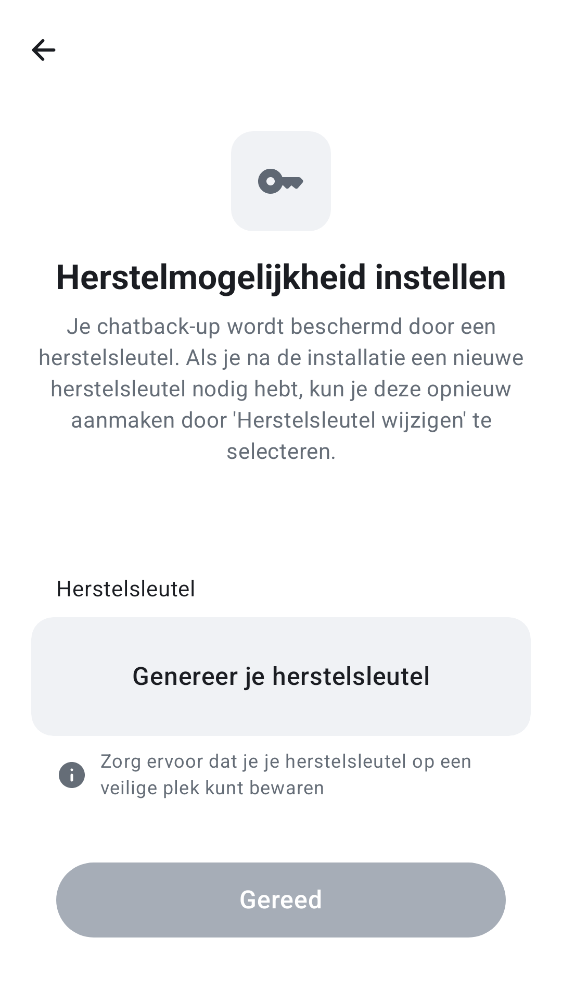 Herstelmogelijkheid instellen
Je chatback-up wordt beschermd door een
herstelsleutel. Als je na de installatie een nieuwe
herstelsleutel nodig hebt, kun je deze opnieuw
aanmaken door 'Herstelsleutel wijzigen' te
selecteren.
Herstelsleutel
Genereer je herstelsleutel
Zorg ervoor dat je je herstelsleutel op een
veilige plek kunt bewaren
Gereed